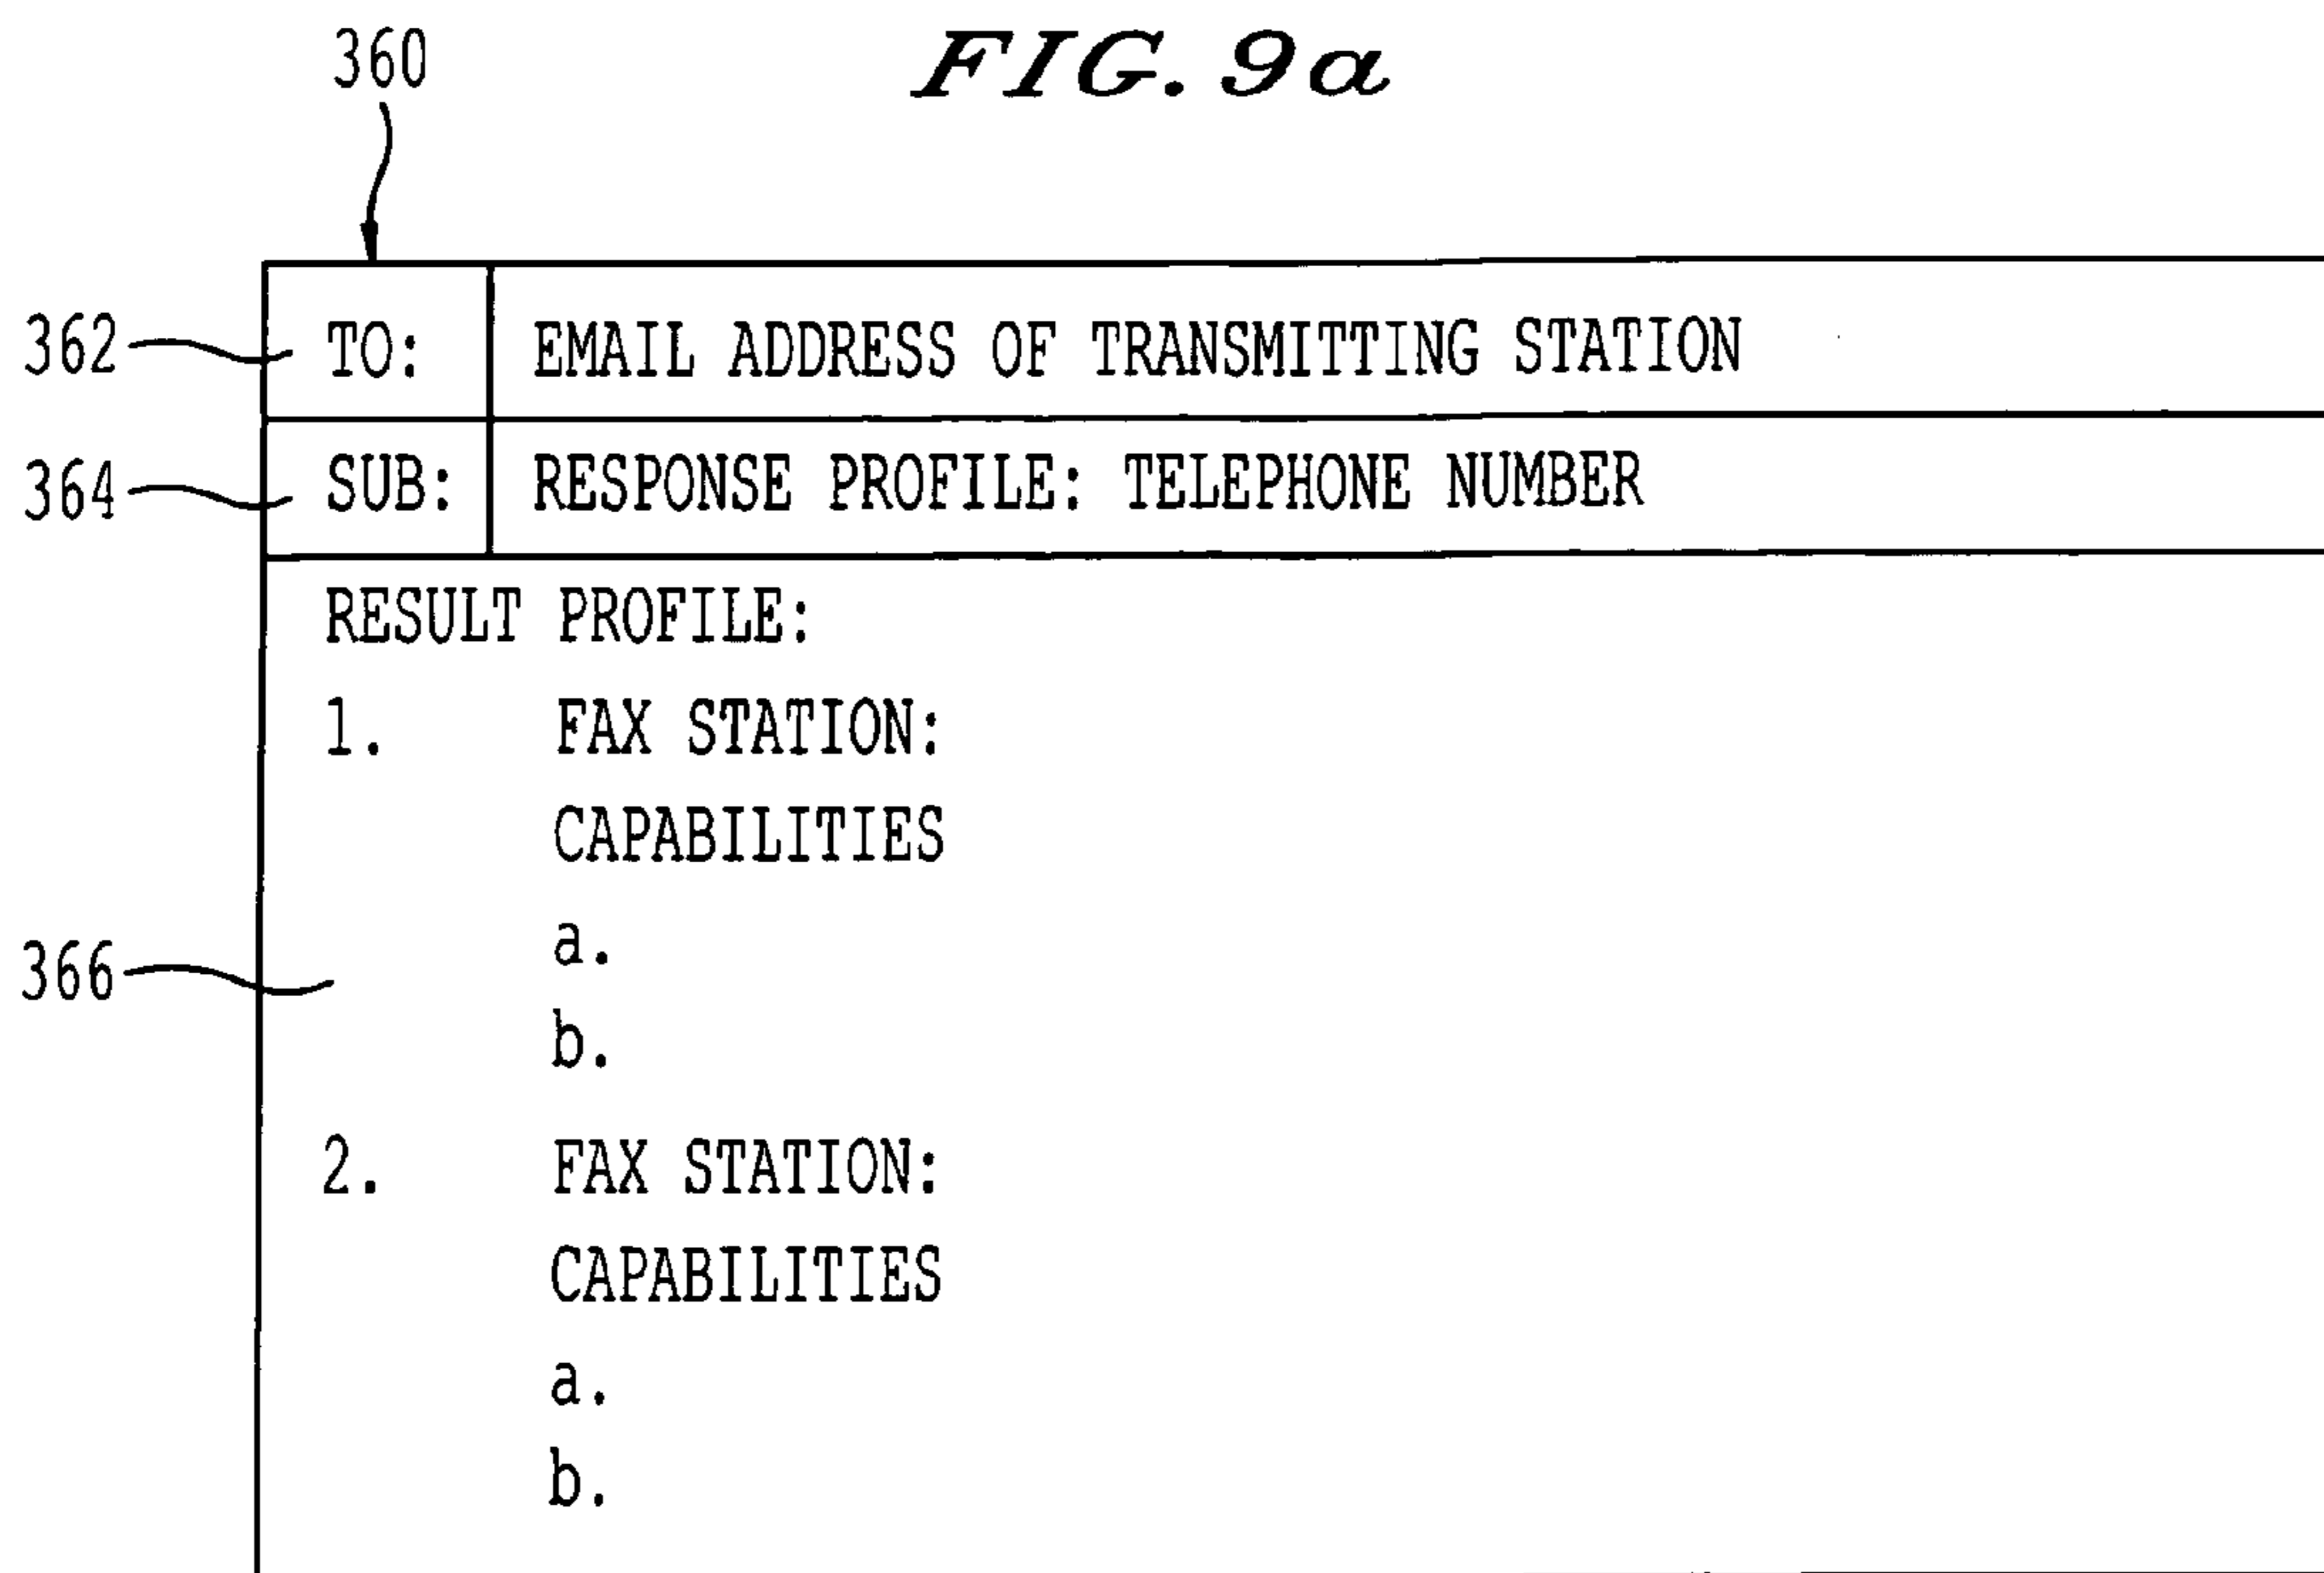 360
FIG. 9a
362 TO: EMAIL ADDRESS OF TRANSMITTING STATION
364 SUB: RESPONSE PROFILE: TELEPHONE NUMBER
RESULT PROFILE:
1. FAX STATION:
CAPABILITIES
a.
366
b.
2. FAX STATION:
CAPABILITIES
a.
b.